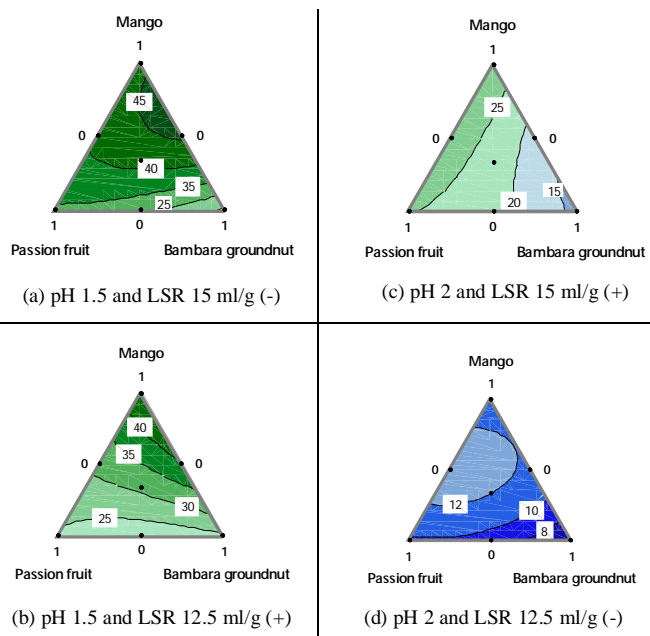 Mango
1
45
0
0
40
35
25
1
0
1
Passion fruit
Bambara groundnut
(a) pH 1.5 and LSR 15 ml/g (-)
Mango
1
25
0
0
15
20
1
0
1
Passion fruit
Bambara groundnut
(c) pH 2 and LSR 15 ml/g (+)
Mango
1
40
35
0
0
30
25
1
0
1
Passion fruit
Bambara groundnut
(b) pH 1.5 and LSR 12.5 ml/g (+)
Mango
1
0
0
12
10
8
1
0
1
Passion fruit
Bambara groundnut
(d) pH 2 and LSR 12.5 ml/g (-)